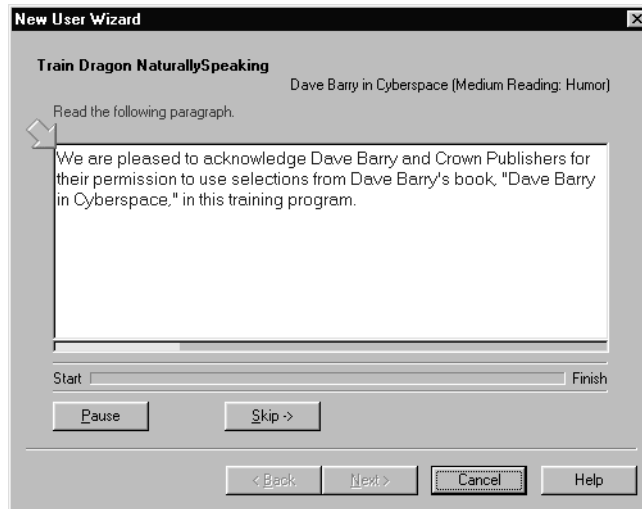 New User Wizard
Train Dragon NaturallySpeaking
Dave Barry in Cyberspace (Medium Reading: Humor)
Read the following paragraph.
We are pleased to acknowledge Dave Barry and Crown Publishers for
their permission to use selections from Dave Barry's book, "Dave Barry
in Cyberspace," in this training program.
Start Finish
Pause Skip ->
< Back Next > Cancel Help